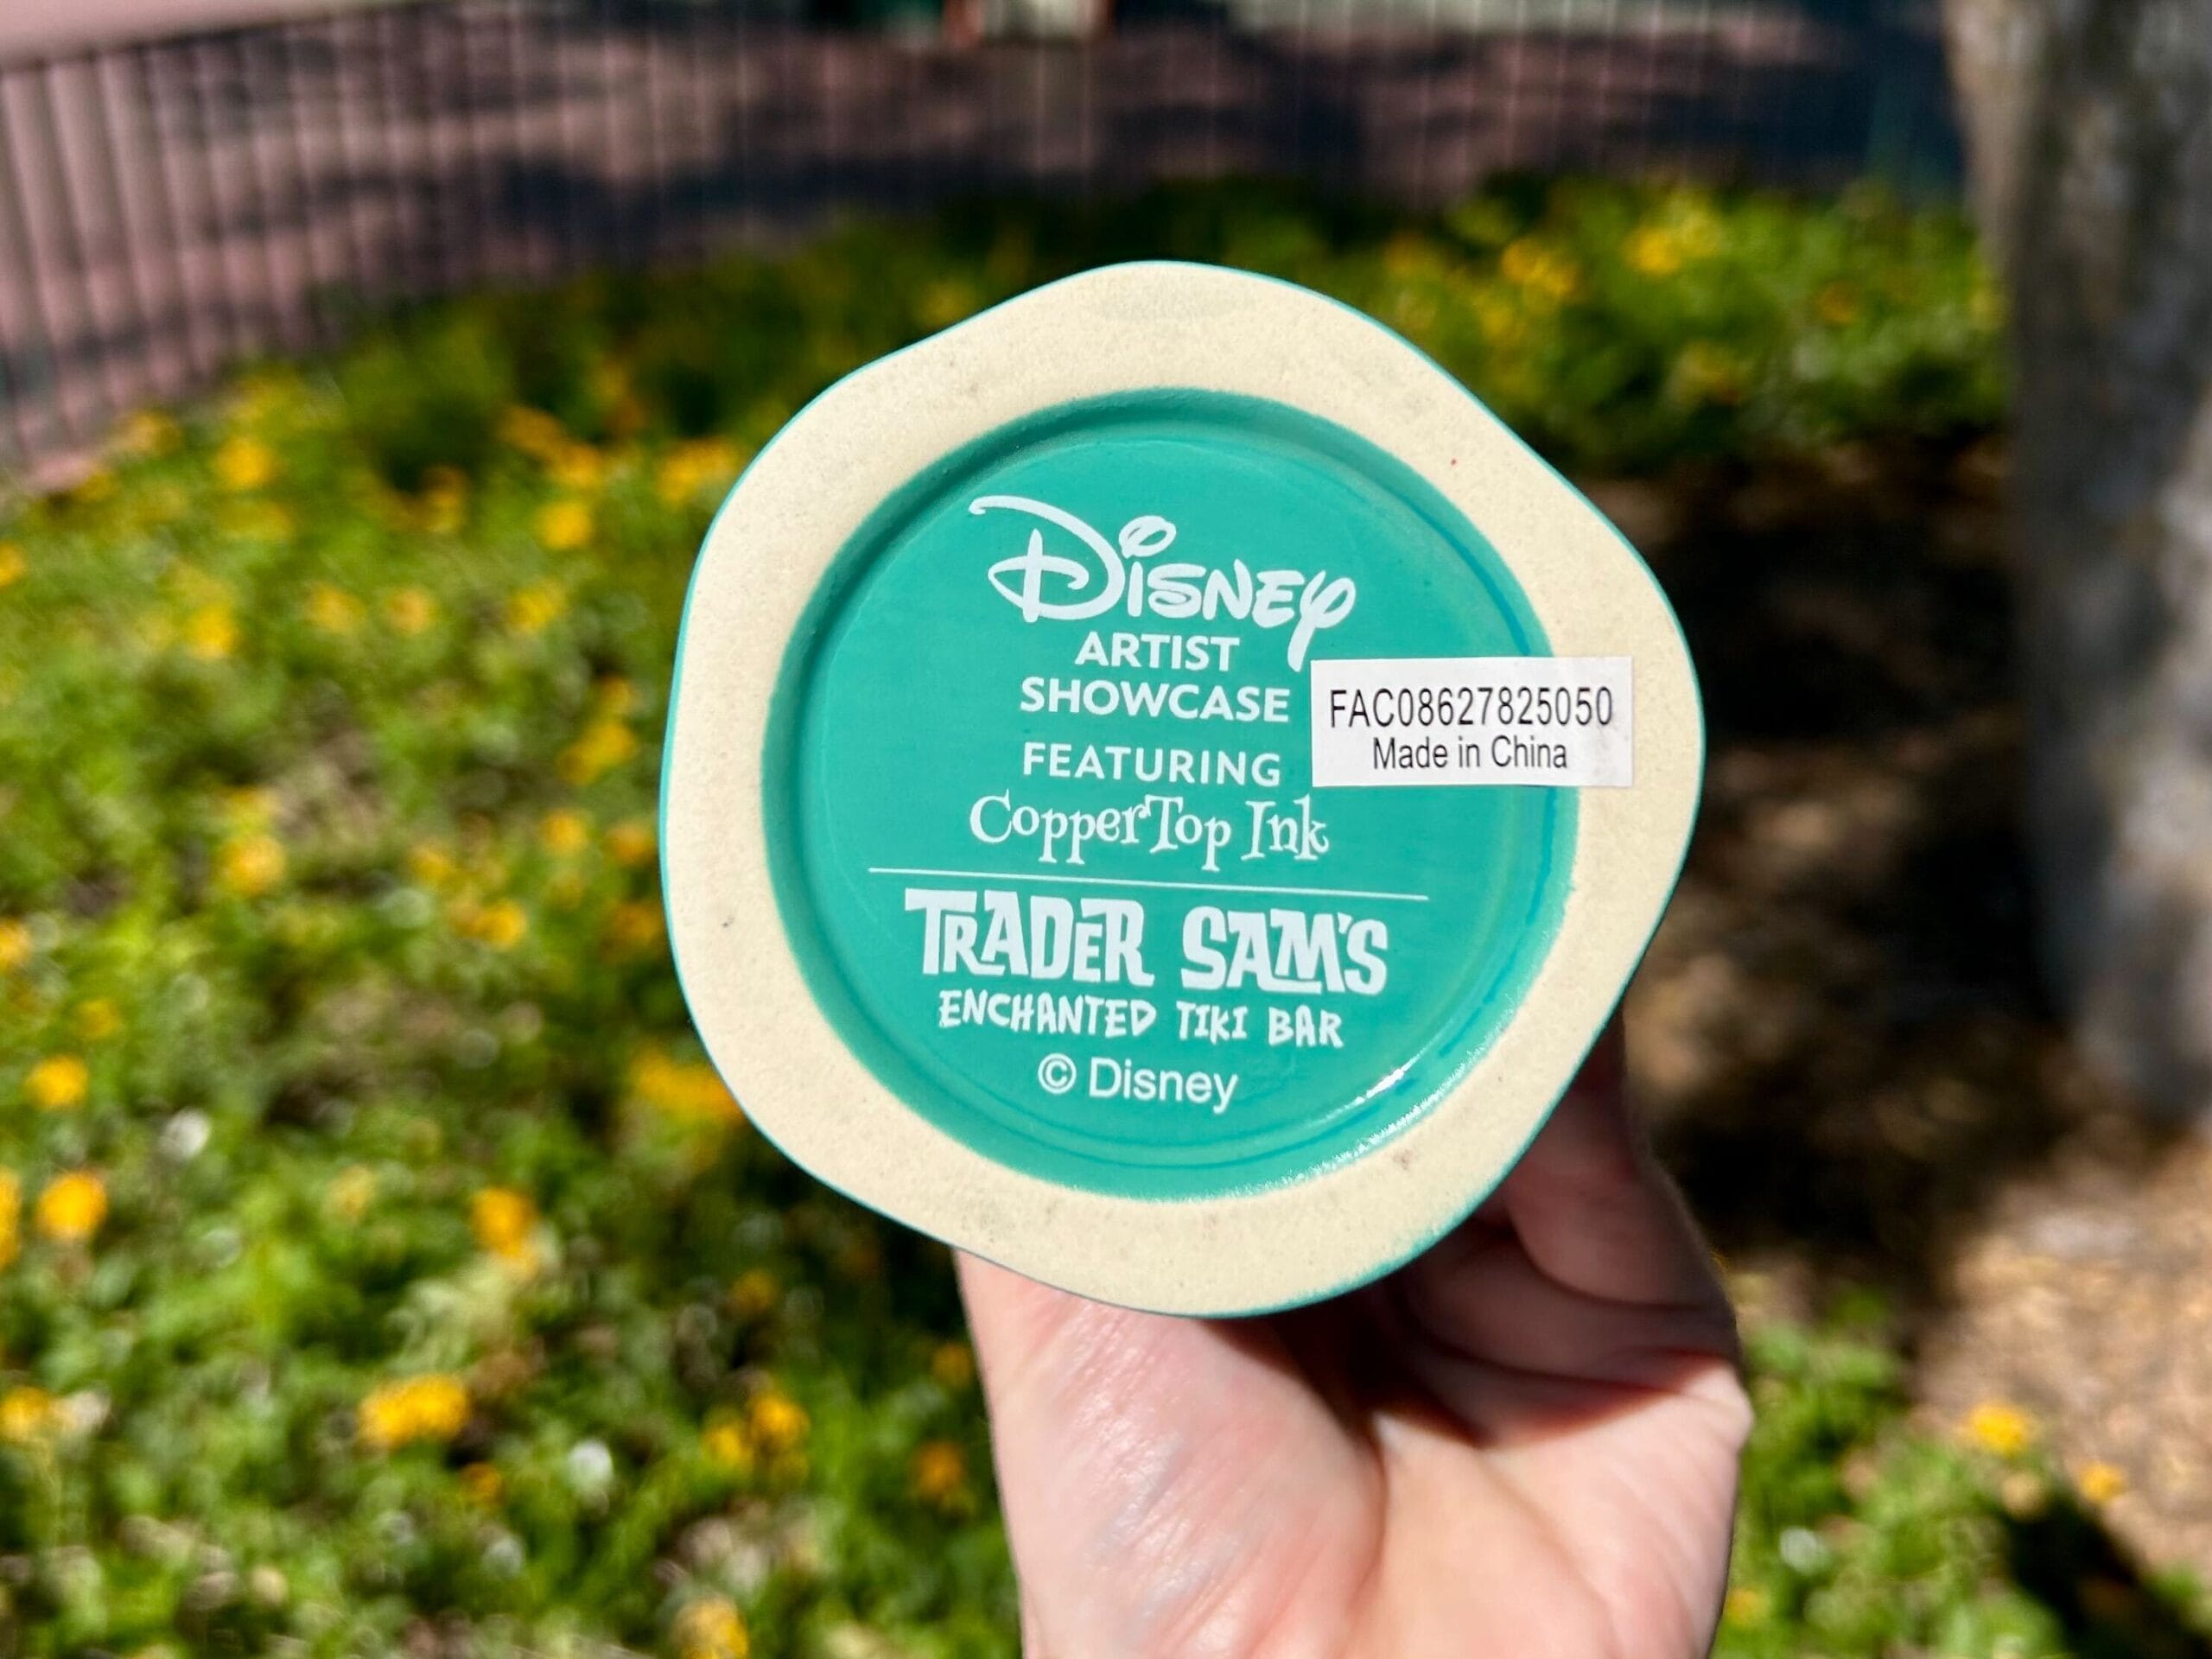 Disney
ARTIST
SHOWCASE
FEATURING
CopperTop Ink
TRADER SAM'S
ENCHANTED TIKI BAR
© Disney
FAC08627825050
Made in China